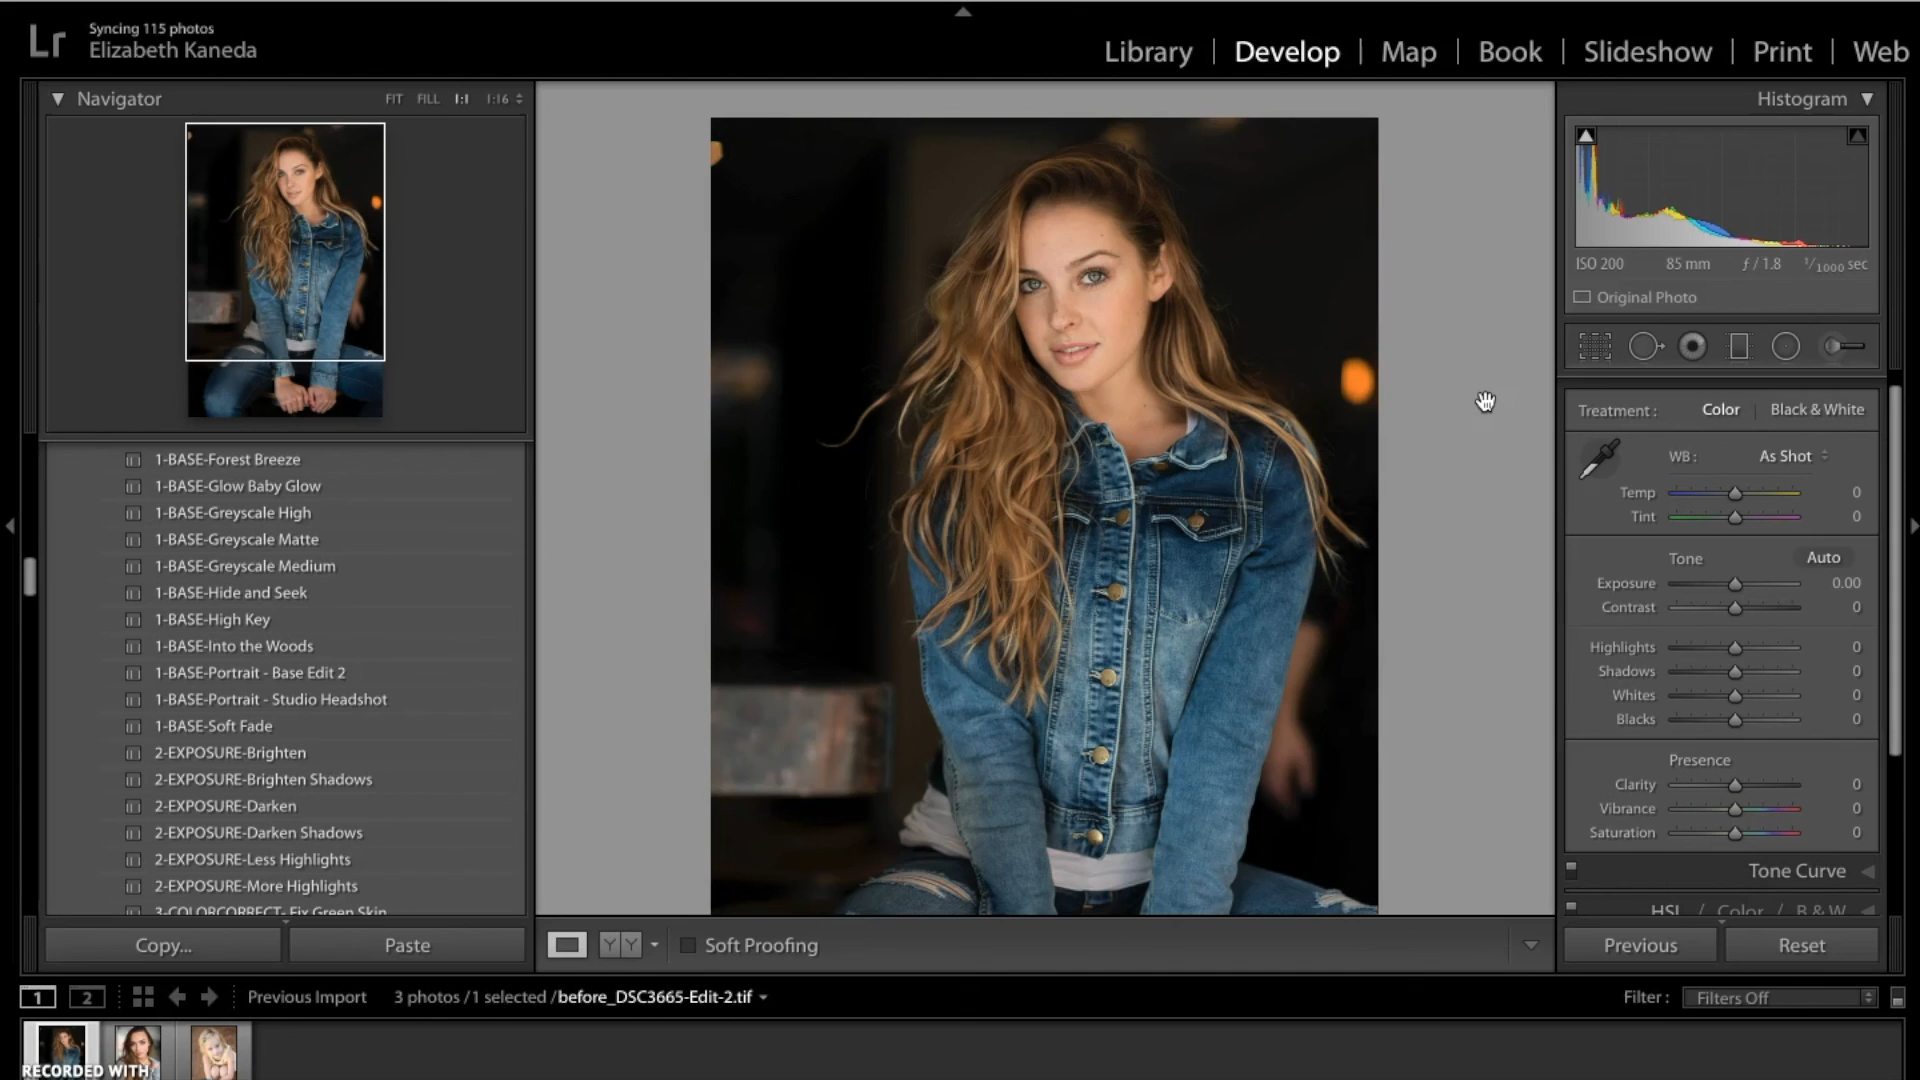 Lr
Syncing 115 photos
Elizabeth Kaneda
Library | Develop | Map | Book | Slideshow | Print | Web
Navigator FIT FILL 1:1 1:16
1-BASE-Forest Breeze
1-BASE-Glow Baby Glow
1-BASE-Greyscale High
1-BASE-Greyscale Matte
1-BASE-Greyscale Medium
1-BASE-Hide and Seek
1-BASE-High Key
1-BASE-Into the Woods
1-BASE-Portrait - Base Edit 2
1-BASE-Portrait - Studio Headshot
1-BASE-Soft Fade
2-EXPOSURE-Brighten
2-EXPOSURE-Brighten Shadows
2-EXPOSURE-Darken
2-EXPOSURE-Darken Shadows
2-EXPOSURE-Less Highlights
2-EXPOSURE-More Highlights
3-COLORCORRECT- Fix Green Skin
Copy... Paste
Y Y Soft Proofing
Histogram
ISO 200 85 mm ƒ / 1.8 1/1000 sec
Original Photo
Treatment : Color | Black & White
WB : As Shot
Temp 0
Tint 0
Tone Auto
Exposure 0.00
Contrast 0
Highlights 0
Shadows 0
Whites 0
Blacks 0
Presence
Clarity 0
Vibrance 0
Saturation 0
Tone Curve
HSL / Color / B & W
Previous Reset
1 2 Previous Import 3 photos / 1 selected / before_DSC3665-Edit-2.tif
Filter : Filters Off
RECORDED WITH